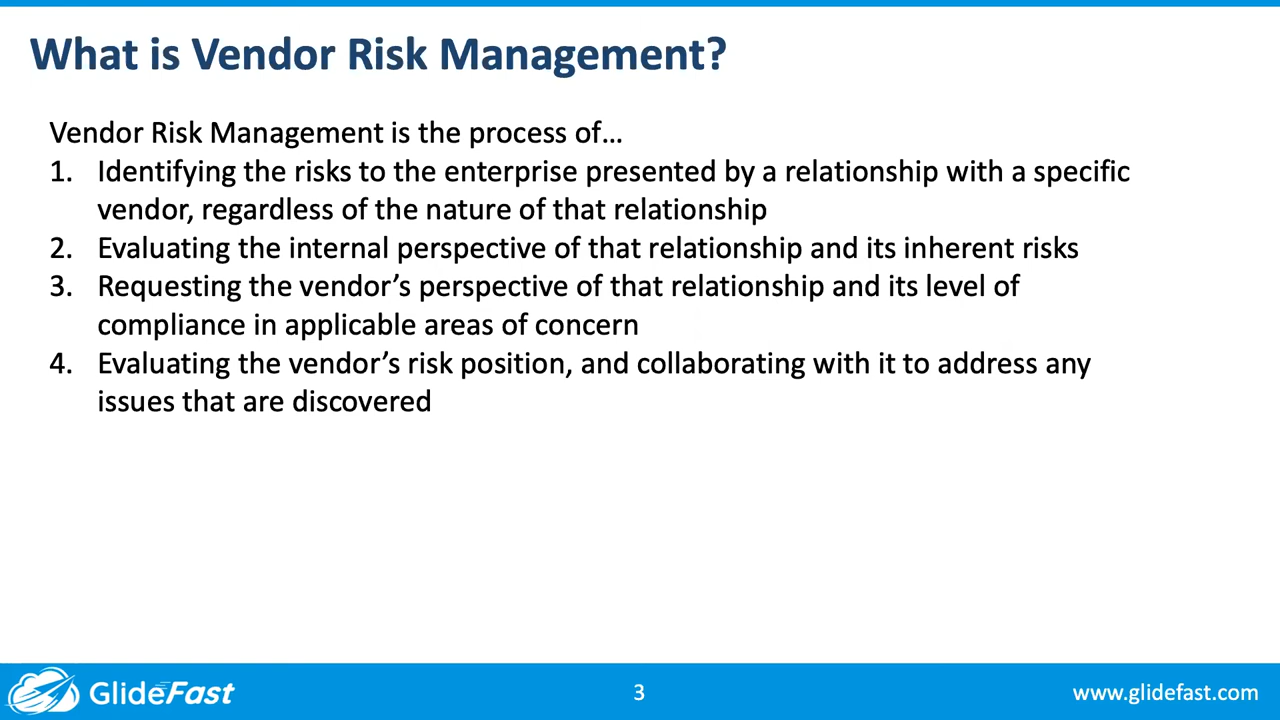 What is Vendor Risk Management?
Vendor Risk Management is the process of…
1. Identifying the risks to the enterprise presented by a relationship with a specific
vendor, regardless of the nature of that relationship
2. Evaluating the internal perspective of that relationship and its inherent risks
3. Requesting the vendor’s perspective of that relationship and its level of
compliance in applicable areas of concern
4. Evaluating the vendor’s risk position, and collaborating with it to address any
issues that are discovered
GlideFast
3
www.glidefast.com